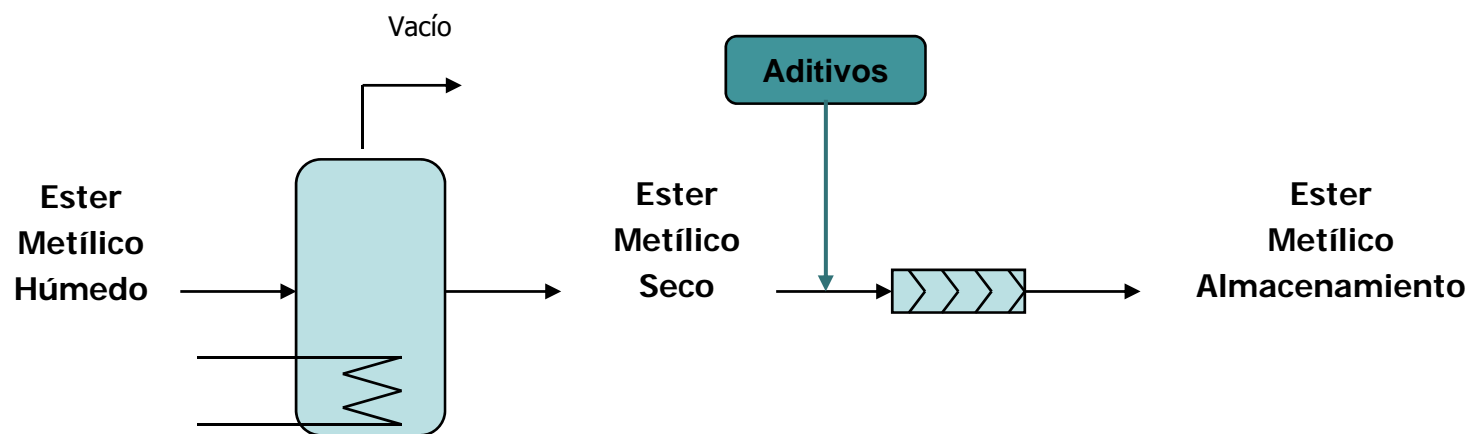 Vacío
Aditivos
Ester
Metílico
Húmedo
Ester
Metílico
Seco
Ester
Metílico
Almacenamiento